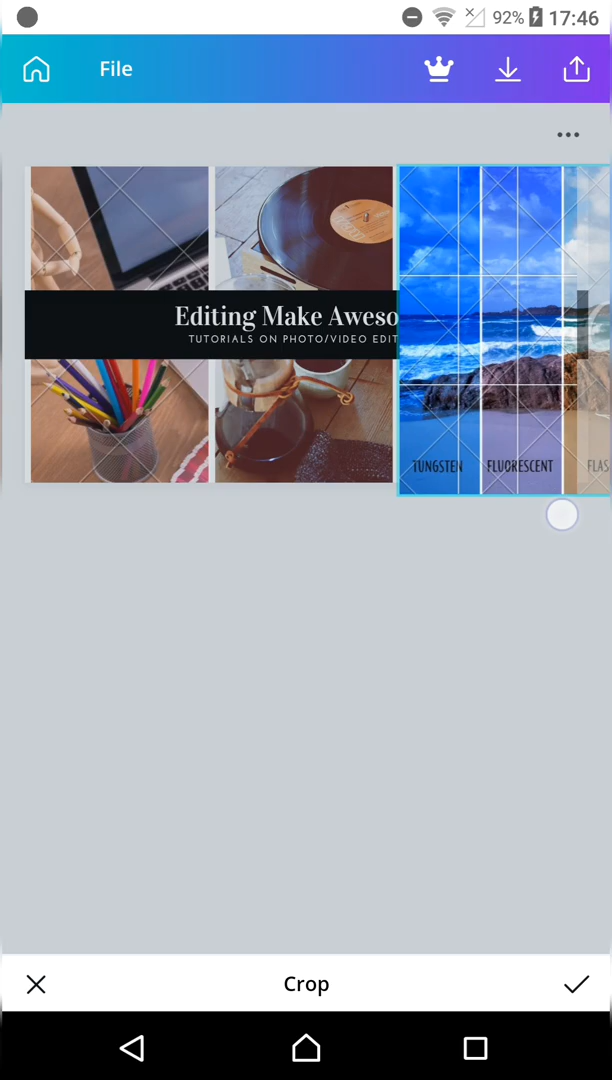 92% 17:46
File
Editing Make Aweso
TUTORIALS ON PHOTO/VIDEO EDIT
TUNGSTEN FLUORESCENT FLAS
Crop